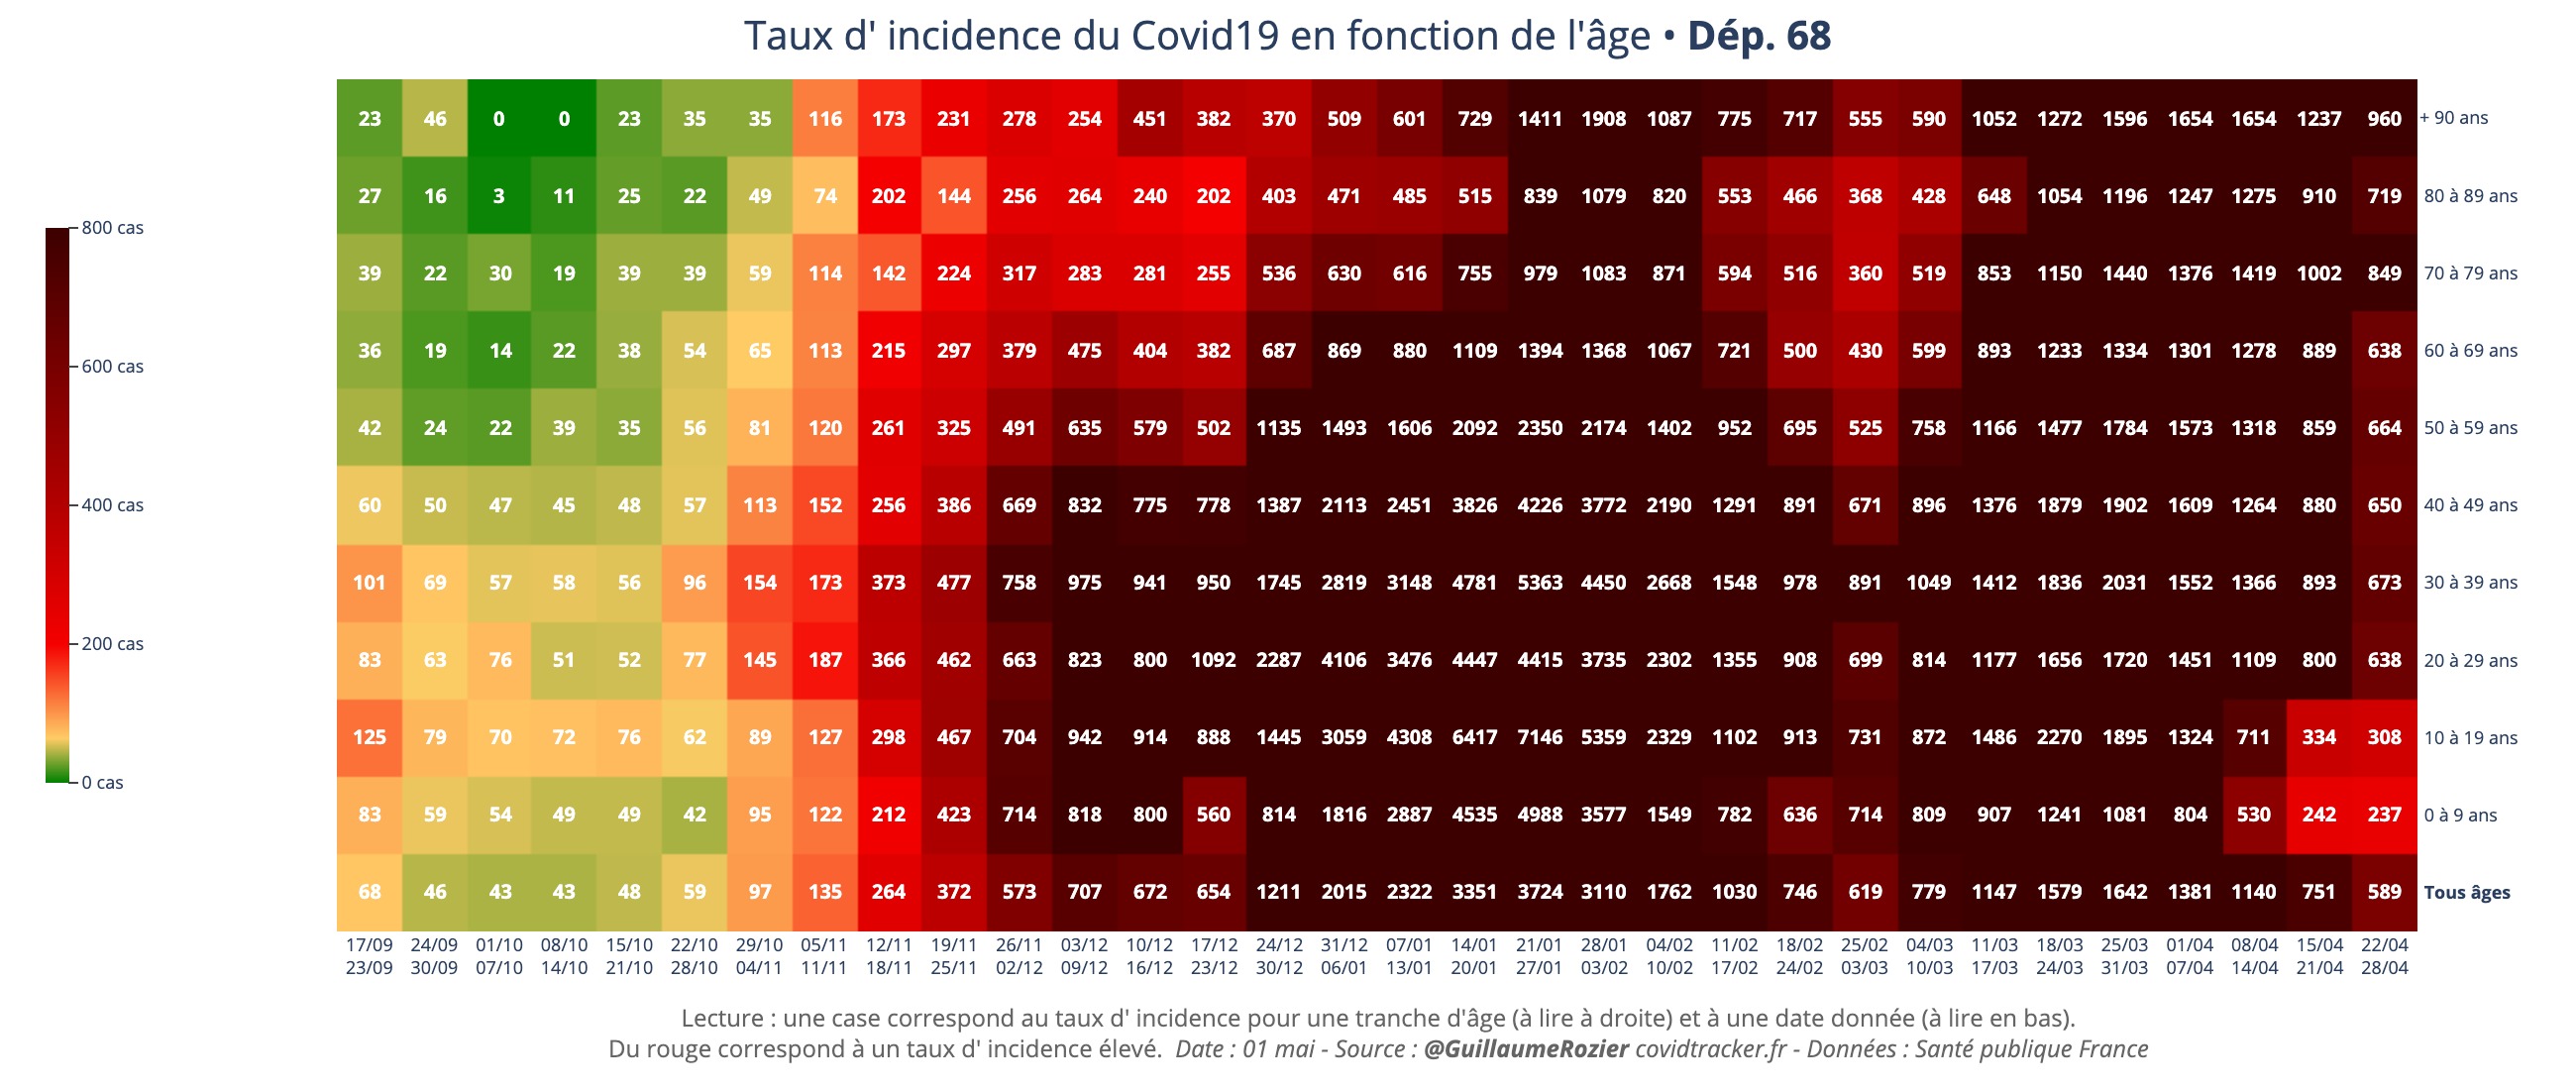 Taux d' incidence du Covid19 en fonction de l'âge • Dép. 68
800 cas
600 cas
400 cas
200 cas
0 cas
23 46 0 0 23 35 35 116 173 231 278 254 451 382 370 509 601 729 1411 1908 1087 775 717 555 590 1052 1272 1596 1654 1654 1237 960 + 90 ans
27 16 3 11 25 22 49 74 202 144 256 264 240 202 403 471 485 515 839 1079 820 553 466 368 428 648 1054 1196 1247 1275 910 719 80 à 89 ans
39 22 30 19 39 39 59 114 142 224 317 283 281 255 536 630 616 755 979 1083 871 594 516 360 519 853 1150 1440 1376 1419 1002 849 70 à 79 ans
36 19 14 22 38 54 65 113 215 297 379 475 404 382 687 869 880 1109 1394 1368 1067 721 500 430 599 893 1233 1334 1301 1278 889 638 60 à 69 ans
42 24 22 39 35 56 81 120 261 325 491 635 579 502 1135 1493 1606 2092 2350 2174 1402 952 695 525 758 1166 1477 1784 1573 1318 859 664 50 à 59 ans
60 50 47 45 48 57 113 152 256 386 669 832 775 778 1387 2113 2451 3826 4226 3772 2190 1291 891 671 896 1376 1879 1902 1609 1264 880 650 40 à 49 ans
101 69 57 58 56 96 154 173 373 477 758 975 941 950 1745 2819 3148 4781 5363 4450 2668 1548 978 891 1049 1412 1836 2031 1552 1366 893 673 30 à 39 ans
83 63 76 51 52 77 145 187 366 462 663 823 800 1092 2287 4106 3476 4447 4415 3735 2302 1355 908 699 814 1177 1656 1720 1451 1109 800 638 20 à 29 ans
125 79 70 72 76 62 89 127 298 467 704 942 914 888 1445 3059 4308 6417 7146 5359 2329 1102 913 731 872 1486 2270 1895 1324 711 334 308 10 à 19 ans
83 59 54 49 49 42 95 122 212 423 714 818 800 560 814 1816 2887 4535 4988 3577 1549 782 636 714 809 907 1241 1081 804 530 242 237 0 à 9 ans
68 46 43 43 48 59 97 135 264 372 573 707 672 654 1211 2015 2322 3351 3724 3110 1762 1030 746 619 779 1147 1579 1642 1381 1140 751 589 Tous âges
17/09 24/09 01/10 08/10 15/10 22/10 29/10 05/11 12/11 19/11 26/11 03/12 10/12 17/12 24/12 31/12 07/01 14/01 21/01 28/01 04/02 11/02 18/02 25/02 04/03 11/03 18/03 25/03 01/04 08/04 15/04 22/04
23/09 30/09 07/10 14/10 21/10 28/10 04/11 11/11 18/11 25/11 02/12 09/12 16/12 23/12 30/12 06/01 13/01 20/01 27/01 03/02 10/02 17/02 24/02 03/03 10/03 17/03 24/03 31/03 07/04 14/04 21/04 28/04
Lecture : une case correspond au taux d' incidence pour une tranche d'âge (à lire à droite) et à une date donnée (à lire en bas).
Du rouge correspond à un taux d' incidence élevé. Date : 01 mai - Source : @GuillaumeRozier covidtracker.fr - Données : Santé publique France